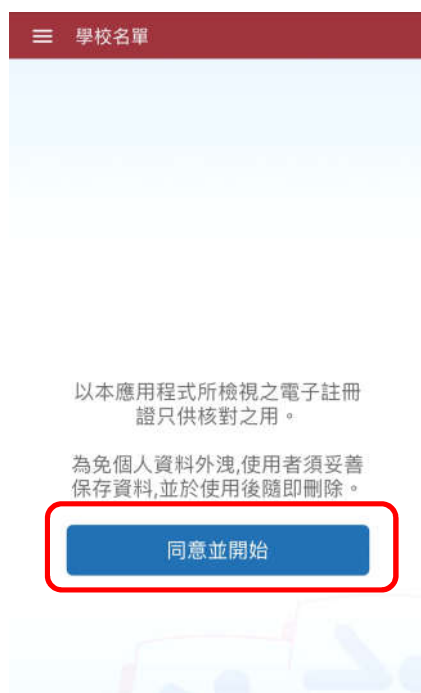 學校名單
以本應用程式所檢視之電子註冊
證只供核對之用。
為免個人資料外洩,使用者須妥善
保存資料,並於使用後隨即刪除。
同意並開始